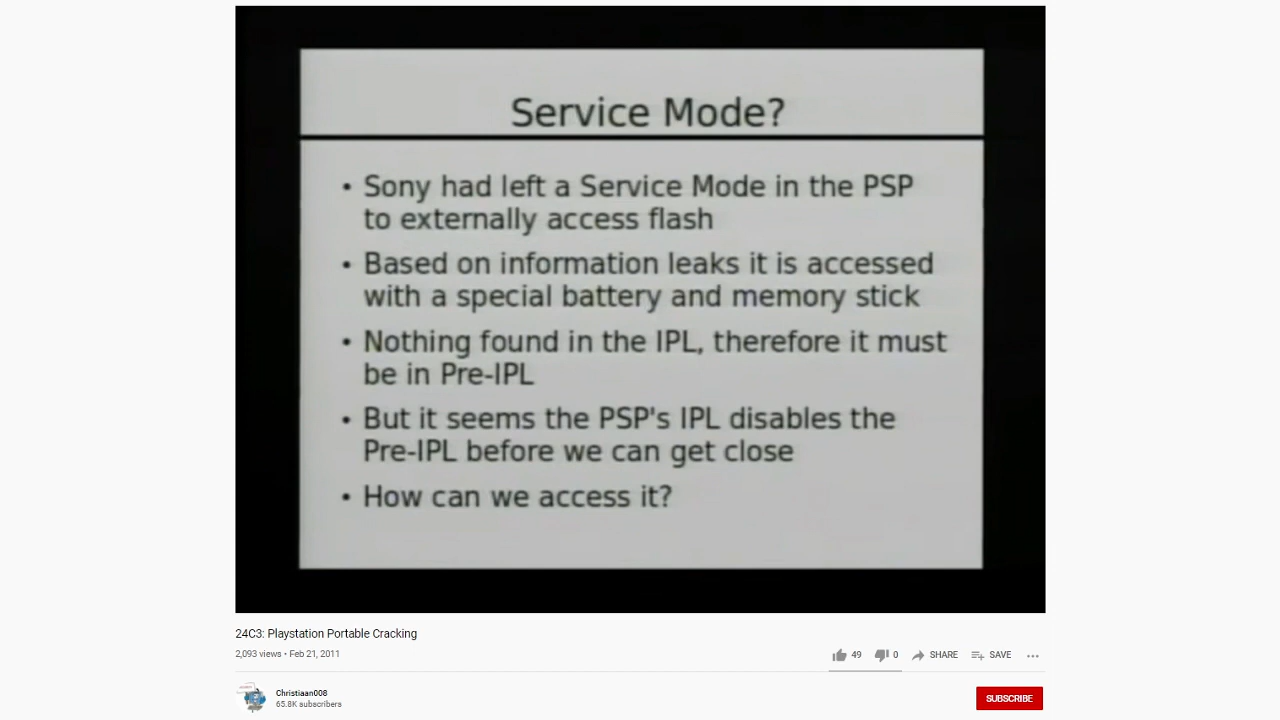 Service Mode?
• Sony had left a Service Mode in the PSP
to externally access flash
• Based on information leaks it is accessed
with a special battery and memory stick
• Nothing found in the IPL, therefore it must
be in Pre-IPL
• But it seems the PSP's IPL disables the
Pre-IPL before we can get close
• How can we access it?
24C3: Playstation Portable Cracking
2,093 views • Feb 21, 2011
49 0 SHARE SAVE ...
Christiaan008
65.8K subscribers
SUBSCRIBE